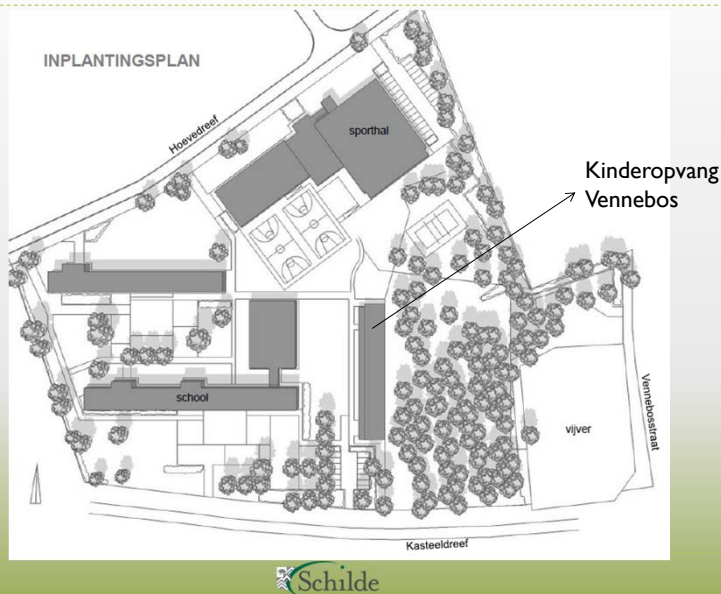 INPLANTINGSPLAN
Hoevedreef
sporthal
Kinderopvang
Vennebos
school
vijver
Vennebosstraat
Kasteeldreef
Schilde